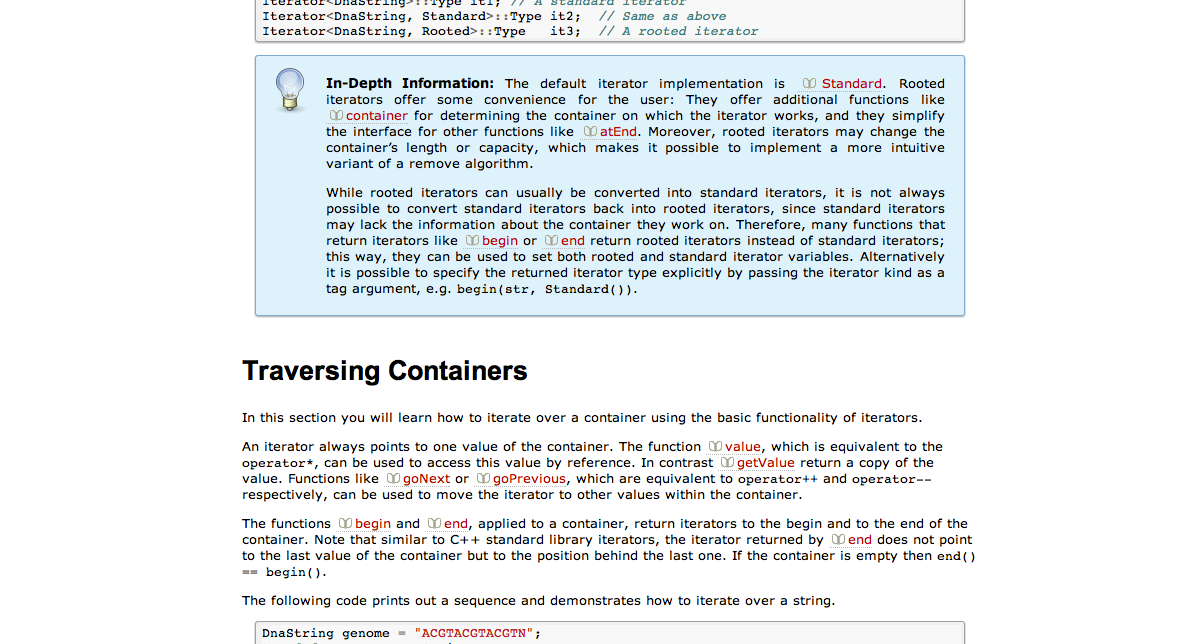 Iterator<DnaString>::Type it1; // A standard iterator
Iterator<DnaString, Standard>::Type it2;  // Same as above
Iterator<DnaString, Rooted>::Type   it3;  // A rooted iterator
In-Depth Information: The default iterator implementation is Standard. Rooted
iterators offer some convenience for the user: They offer additional functions like
container for determining the container on which the iterator works, and they simplify
the interface for other functions like atEnd. Moreover, rooted iterators may change the
container’s length or capacity, which makes it possible to implement a more intuitive
variant of a remove algorithm.
While rooted iterators can usually be converted into standard iterators, it is not always
possible to convert standard iterators back into rooted iterators, since standard iterators
may lack the information about the container they work on. Therefore, many functions that
return iterators like begin or end return rooted iterators instead of standard iterators;
this way, they can be used to set both rooted and standard iterator variables. Alternatively
it is possible to specify the returned iterator type explicitly by passing the iterator kind as a
tag argument, e.g. begin(str, Standard()).
Traversing Containers
In this section you will learn how to iterate over a container using the basic functionality of iterators.
An iterator always points to one value of the container. The function value, which is equivalent to the
operator*, can be used to access this value by reference. In contrast getValue return a copy of the
value. Functions like goNext or goPrevious, which are equivalent to operator++ and operator--
respectively, can be used to move the iterator to other values within the container.
The functions begin and end, applied to a container, return iterators to the begin and to the end of the
container. Note that similar to C++ standard library iterators, the iterator returned by end does not point
to the last value of the container but to the position behind the last one. If the container is empty then end()
== begin().
The following code prints out a sequence and demonstrates how to iterate over a string.
DnaString genome = "ACGTACGTACGTN";